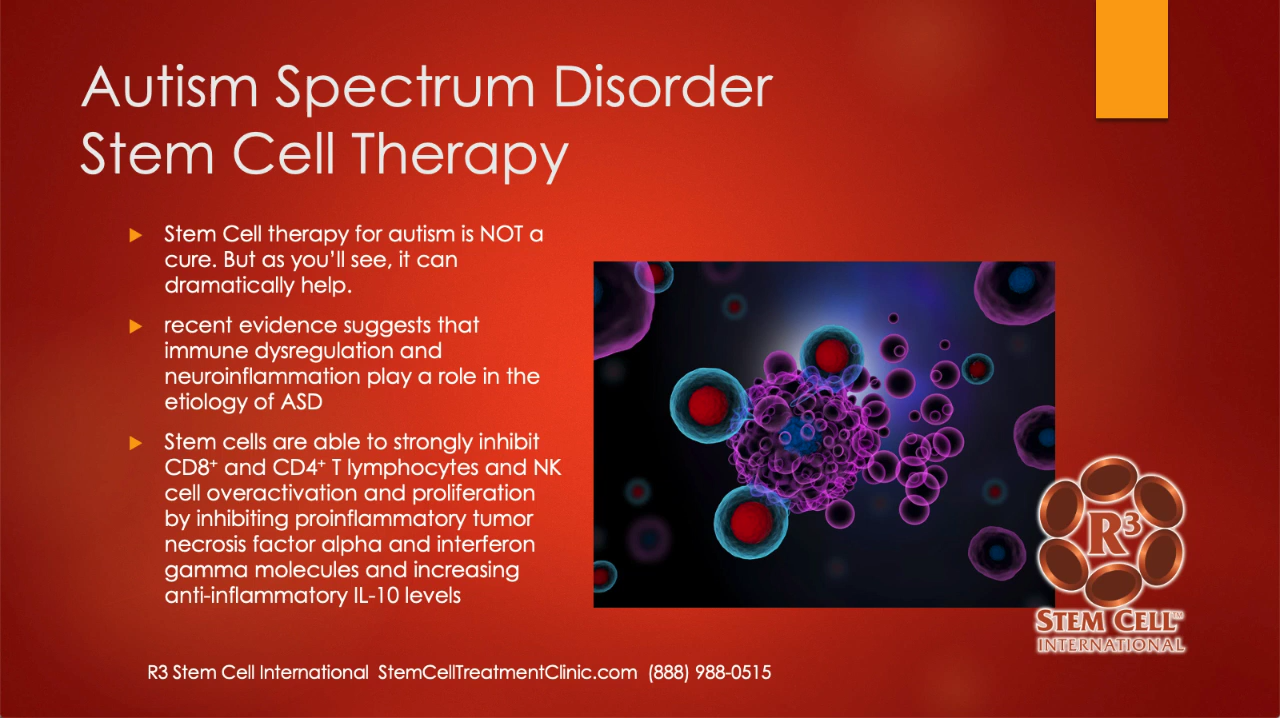 Autism Spectrum Disorder
Stem Cell Therapy
Stem Cell therapy for autism is NOT a
cure. But as you'll see, it can
dramatically help.
recent evidence suggests that
immune dysregulation and
neuroinflammation play a role in the
etiology of ASD
Stem cells are able to strongly inhibit
CD8⁺ and CD4⁺ T lymphocytes and NK
cell overactivation and proliferation
by inhibiting proinflammatory tumor
necrosis factor alpha and interferon
gamma molecules and increasing
anti-inflammatory IL-10 levels
R³
STEM CELL™
INTERNATIONAL
R3 Stem Cell International StemCellTreatmentClinic.com (888) 988-0515